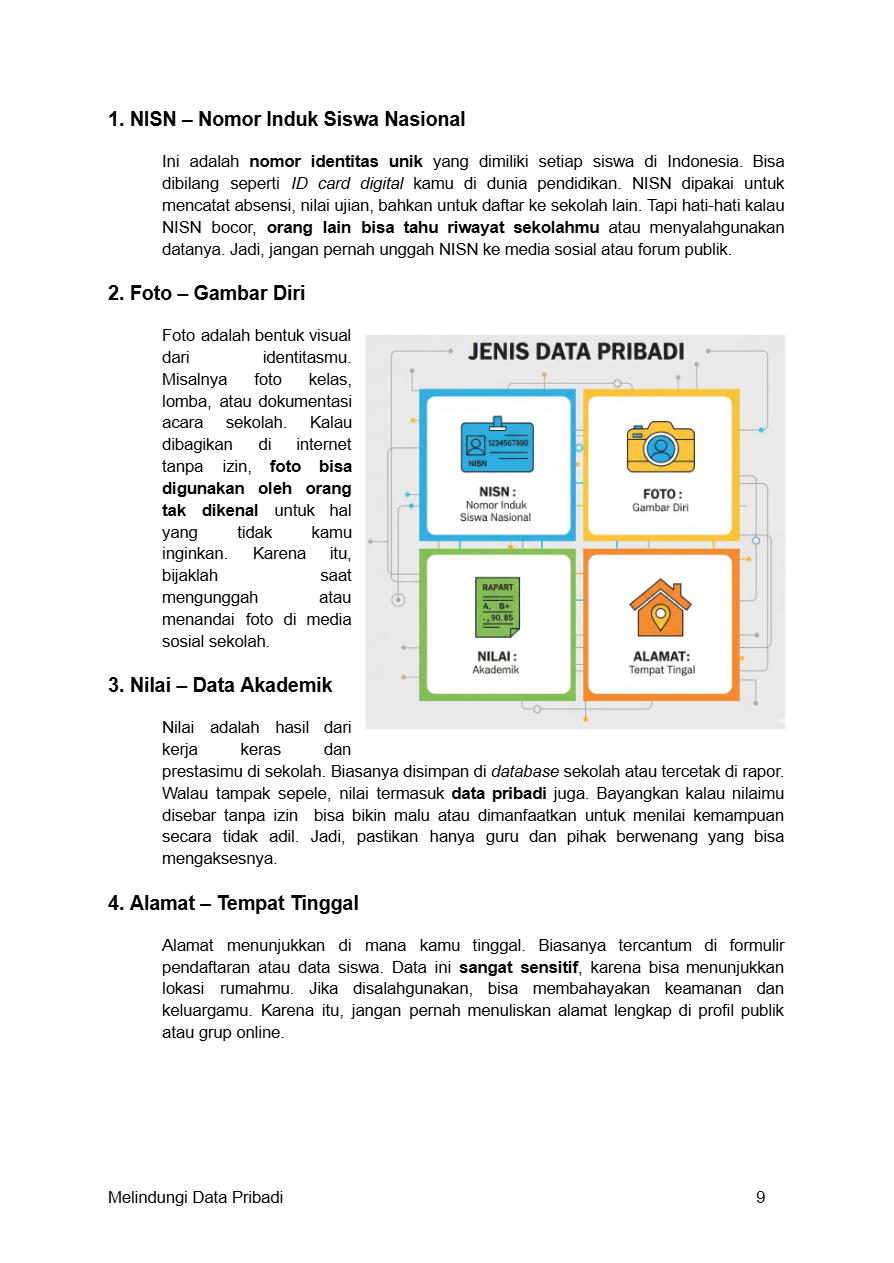 1. NISN – Nomor Induk Siswa Nasional
Ini adalah nomor identitas unik yang dimiliki setiap siswa di Indonesia. Bisa
dibilang seperti ID card digital kamu di dunia pendidikan. NISN dipakai untuk
mencatat absensi, nilai ujian, bahkan untuk daftar ke sekolah lain. Tapi hati-hati kalau
NISN bocor, orang lain bisa tahu riwayat sekolahmu atau menyalahgunakan
datanya. Jadi, jangan pernah unggah NISN ke media sosial atau forum publik.
2. Foto – Gambar Diri
Foto adalah bentuk visual
dari identitasmu.
Misalnya foto kelas,
lomba, atau dokumentasi
acara sekolah. Kalau
dibagikan di internet
tanpa izin, foto bisa
digunakan oleh orang
tak dikenal untuk hal
yang tidak kamu
inginkan. Karena itu,
bijaklah saat
mengunggah atau
menandai foto di media
sosial sekolah.
JENIS DATA PRIBADI
1234567890
NISN
NISN :
Nomor Induk
Siswa Nasional
FOTO :
Gambar Diri
RAPART
A, B+
- , 90, 85
NILAI :
Akademik
ALAMAT:
Tempat Tingal
3. Nilai – Data Akademik
Nilai adalah hasil dari
kerja keras dan
prestasimu di sekolah. Biasanya disimpan di database sekolah atau tercetak di rapor.
Walau tampak sepele, nilai termasuk data pribadi juga. Bayangkan kalau nilaimu
disebar tanpa izin  bisa bikin malu atau dimanfaatkan untuk menilai kemampuan
secara tidak adil. Jadi, pastikan hanya guru dan pihak berwenang yang bisa
mengaksesnya.
4. Alamat – Tempat Tinggal
Alamat menunjukkan di mana kamu tinggal. Biasanya tercantum di formulir
pendaftaran atau data siswa. Data ini sangat sensitif, karena bisa menunjukkan
lokasi rumahmu. Jika disalahgunakan, bisa membahayakan keamanan dan
keluargamu. Karena itu, jangan pernah menuliskan alamat lengkap di profil publik
atau grup online.
Melindungi Data Pribadi 9